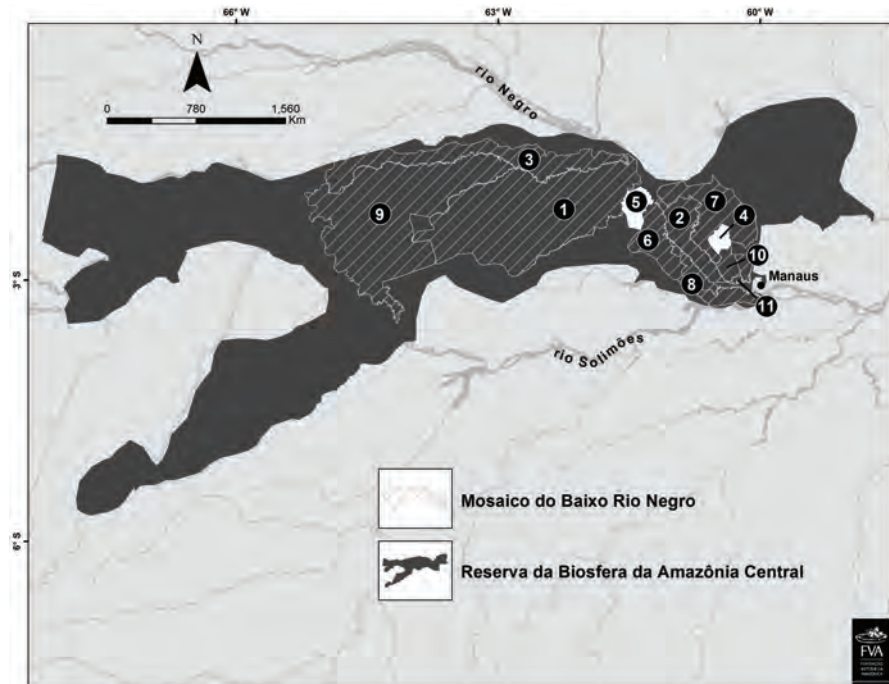 66° W
63° W
60° W
N
0 780 1,560
Km
rio Negro
3
9
1
5
2
7
4
6
10
8
Manaus
11
3° S
rio Solimões
Mosaico do Baixo Rio Negro
6° S
Reserva da Biosfera da Amazônia Central
FVA